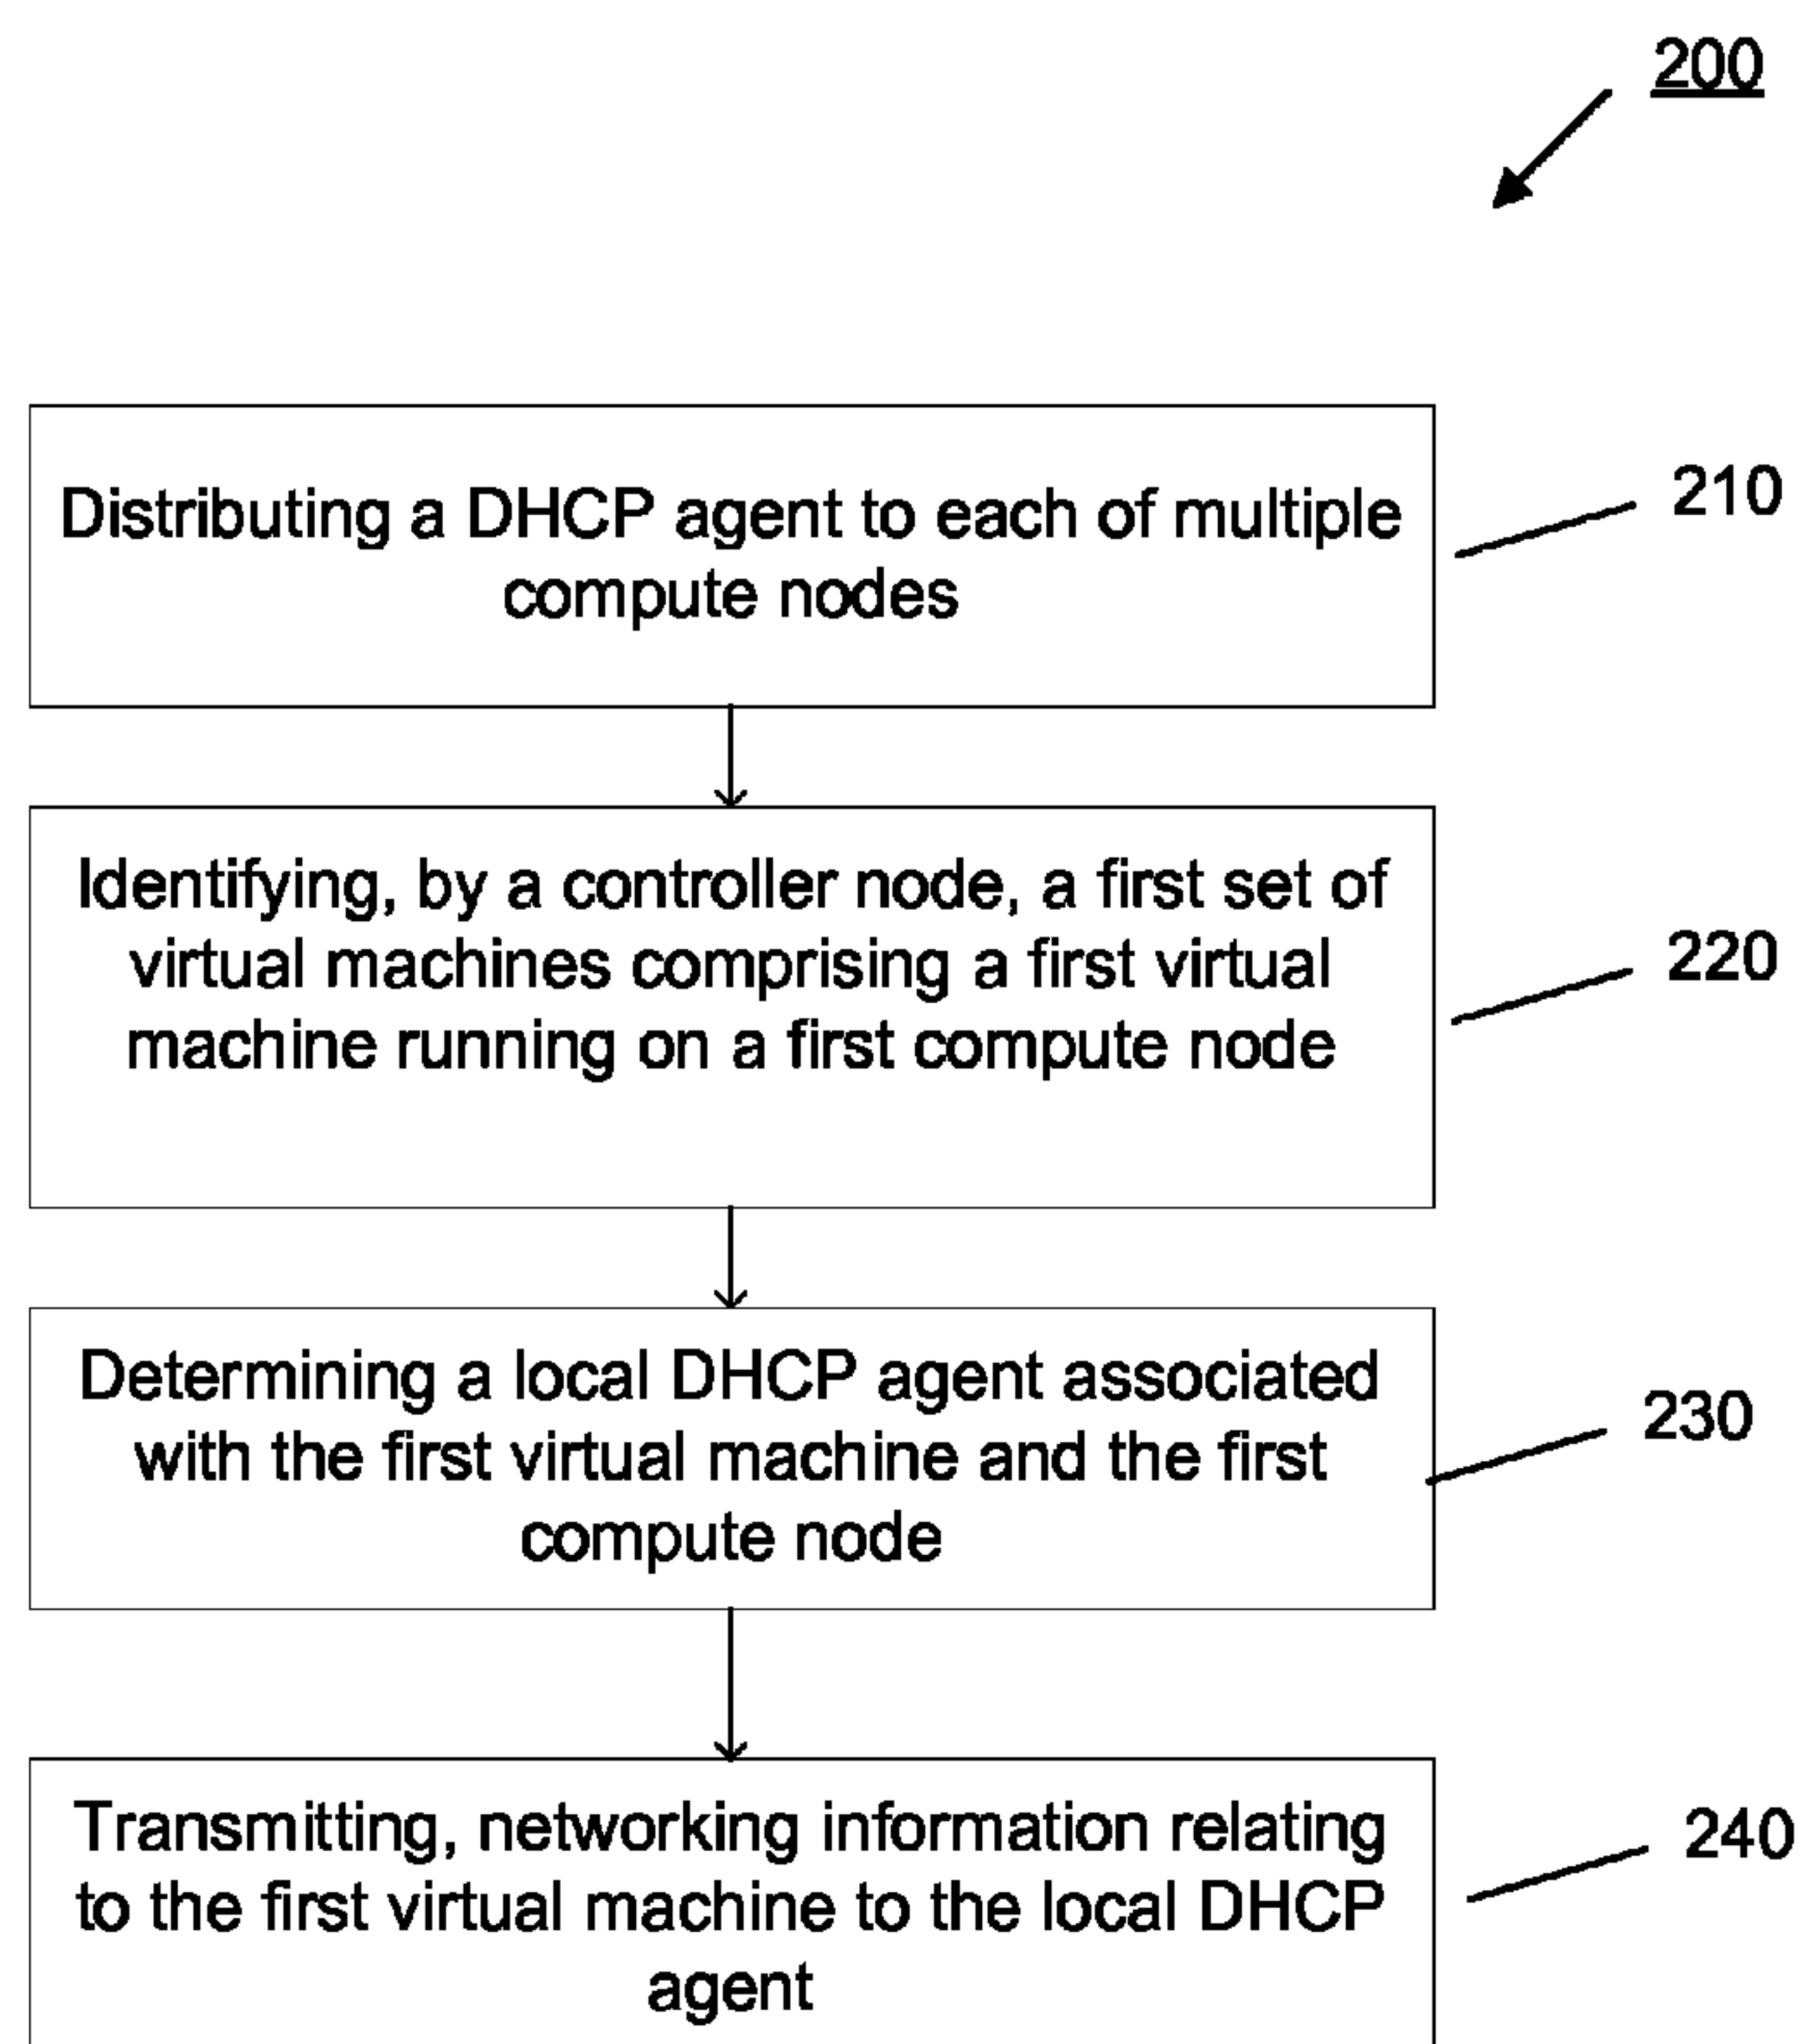 200
Distributing a DHCP agent to each of multiple
compute nodes
210
Identifying, by a controller node, a first set of
virtual machines comprising a first virtual
machine running on a first compute node
220
Determining a local DHCP agent associated
with the first virtual machine and the first
compute node
230
Transmitting, networking information relating
to the first virtual machine to the local DHCP
agent
240